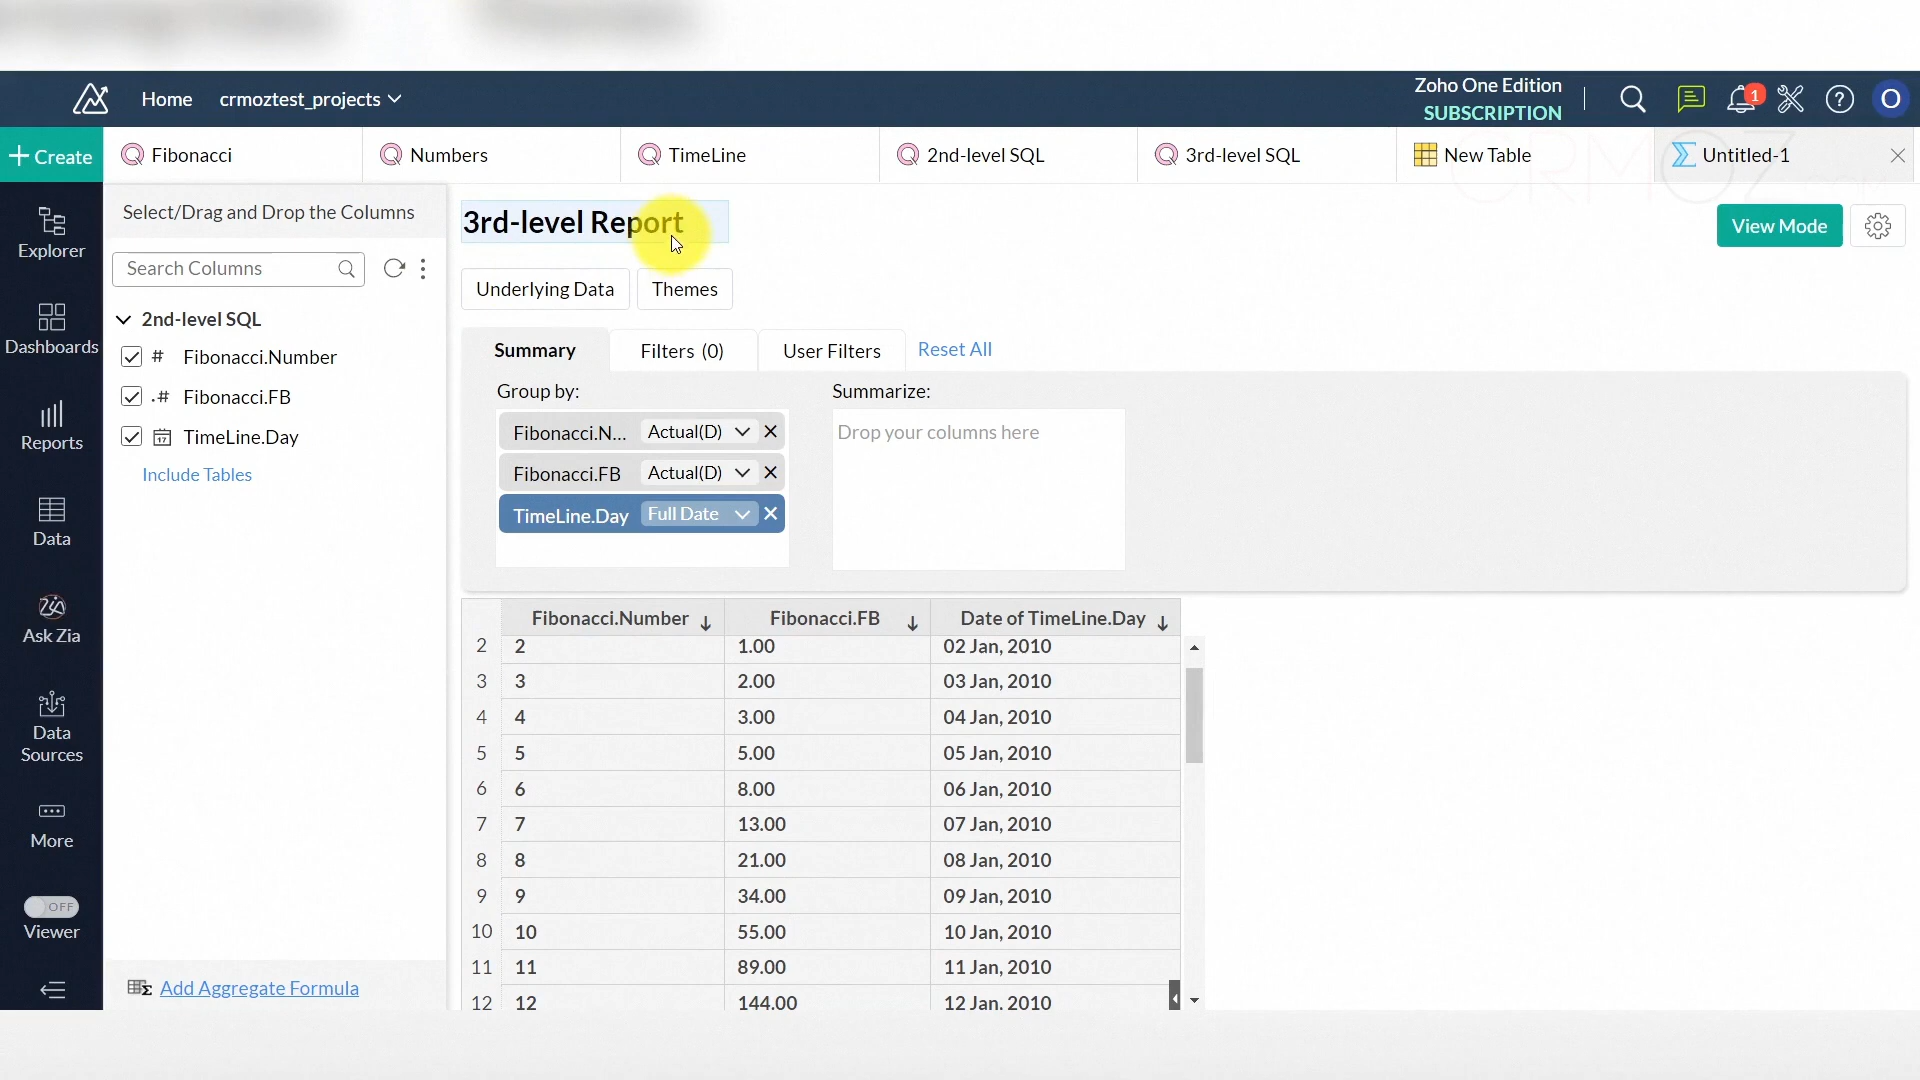 Home
crmoztest_projects
Zoho One Edition
SUBSCRIPTION
1
?
O
+ Create
Fibonacci
Numbers
TimeLine
2nd-level SQL
3rd-level SQL
New Table
Untitled-1
CRMOZ
Explorer
Dashboards
Reports
Data
Ask Zia
Data
Sources
More
OFF
Viewer
Select/Drag and Drop the Columns
Search Columns
2nd-level SQL
# Fibonacci.Number
.# Fibonacci.FB
17 TimeLine.Day
Include Tables
Add Aggregate Formula
3rd-level Report
View Mode
Underlying Data
Themes
Summary
Filters (0)
User Filters
Reset All
Group by:
Summarize:
Fibonacci.N... Actual(D)
Fibonacci.FB Actual(D)
TimeLine.Day Full Date
Drop your columns here
Fibonacci.Number Fibonacci.FB Date of TimeLine.Day
2 2 1.00 02 Jan, 2010
3 3 2.00 03 Jan, 2010
4 4 3.00 04 Jan, 2010
5 5 5.00 05 Jan, 2010
6 6 8.00 06 Jan, 2010
7 7 13.00 07 Jan, 2010
8 8 21.00 08 Jan, 2010
9 9 34.00 09 Jan, 2010
10 10 55.00 10 Jan, 2010
11 11 89.00 11 Jan, 2010
12 12 144.00 12 Jan, 2010